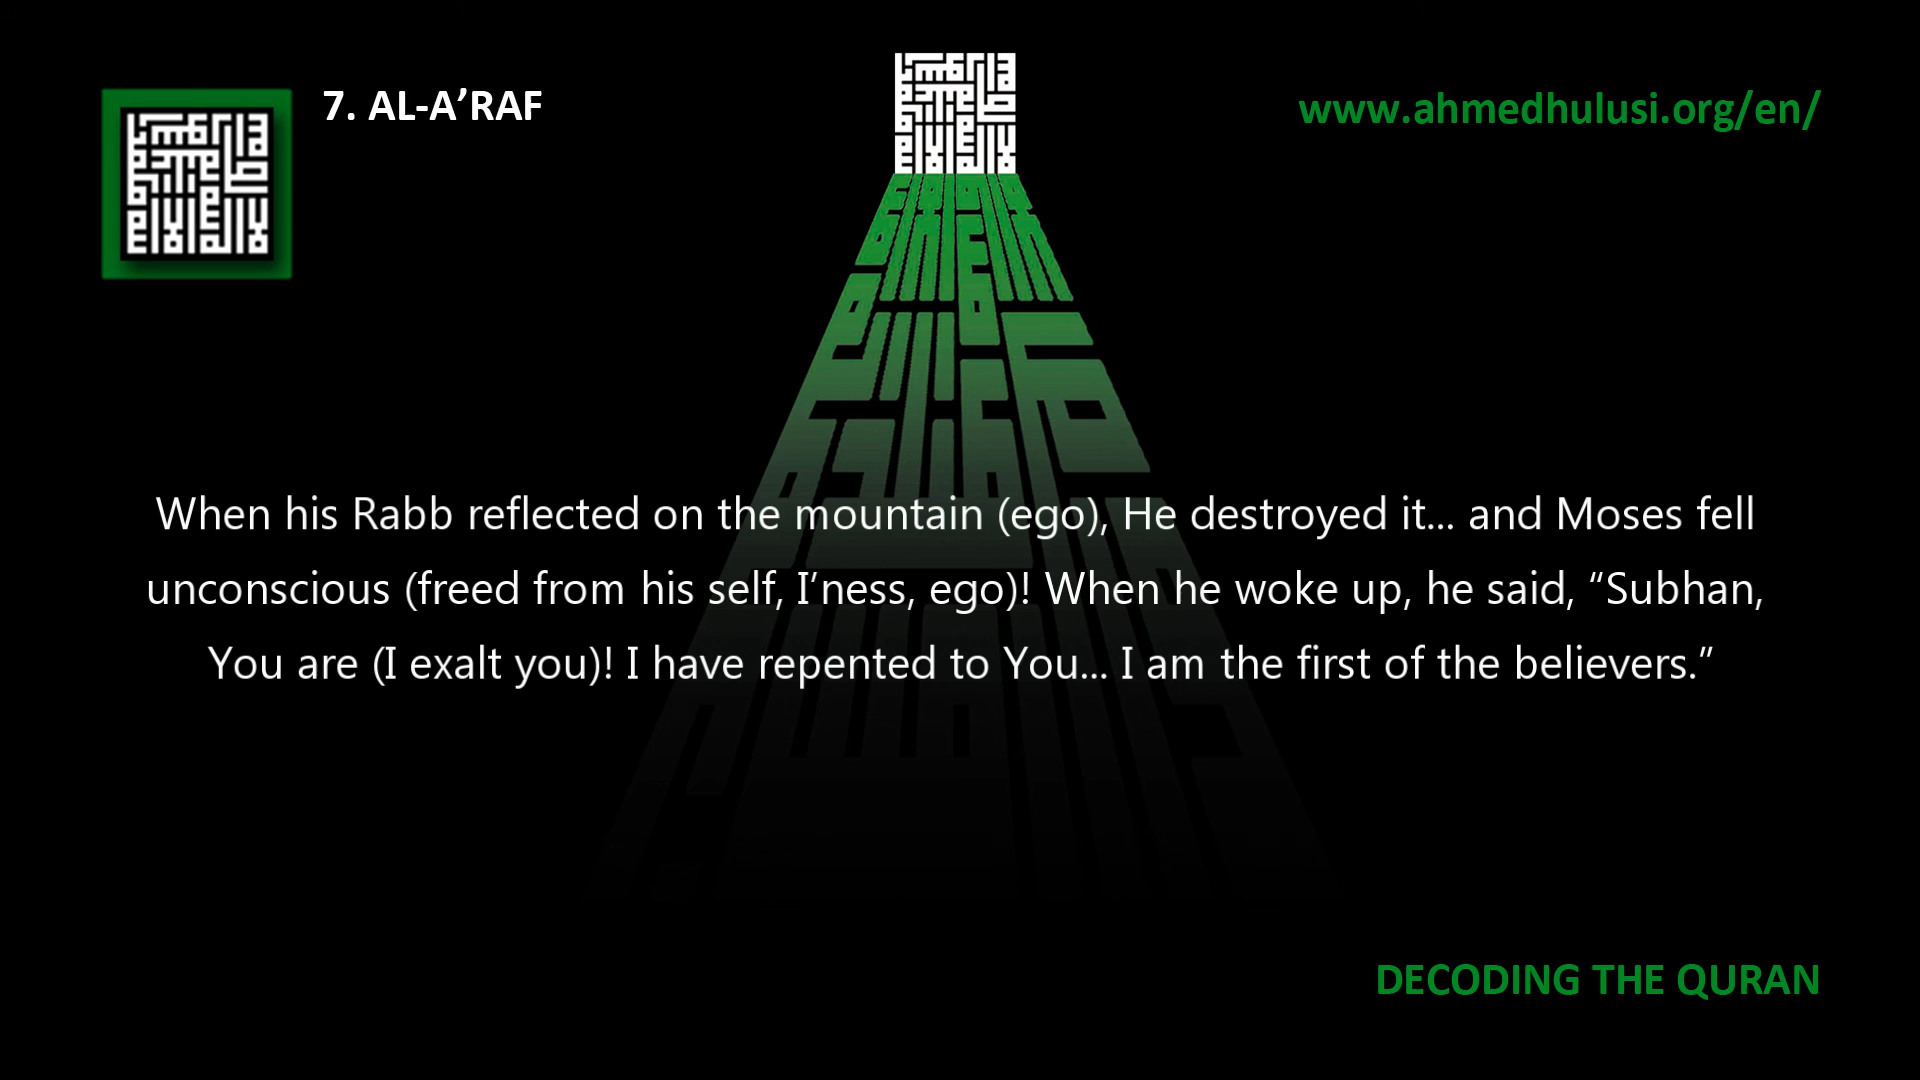 7. AL-A’RAF
www.ahmedhulusi.org/en/
When his Rabb reflected on the mountain (ego), He destroyed it... and Moses fell
unconscious (freed from his self, I’ness, ego)! When he woke up, he said, “Subhan,
You are (I exalt you)! I have repented to You... I am the first of the believers.”
DECODING THE QURAN